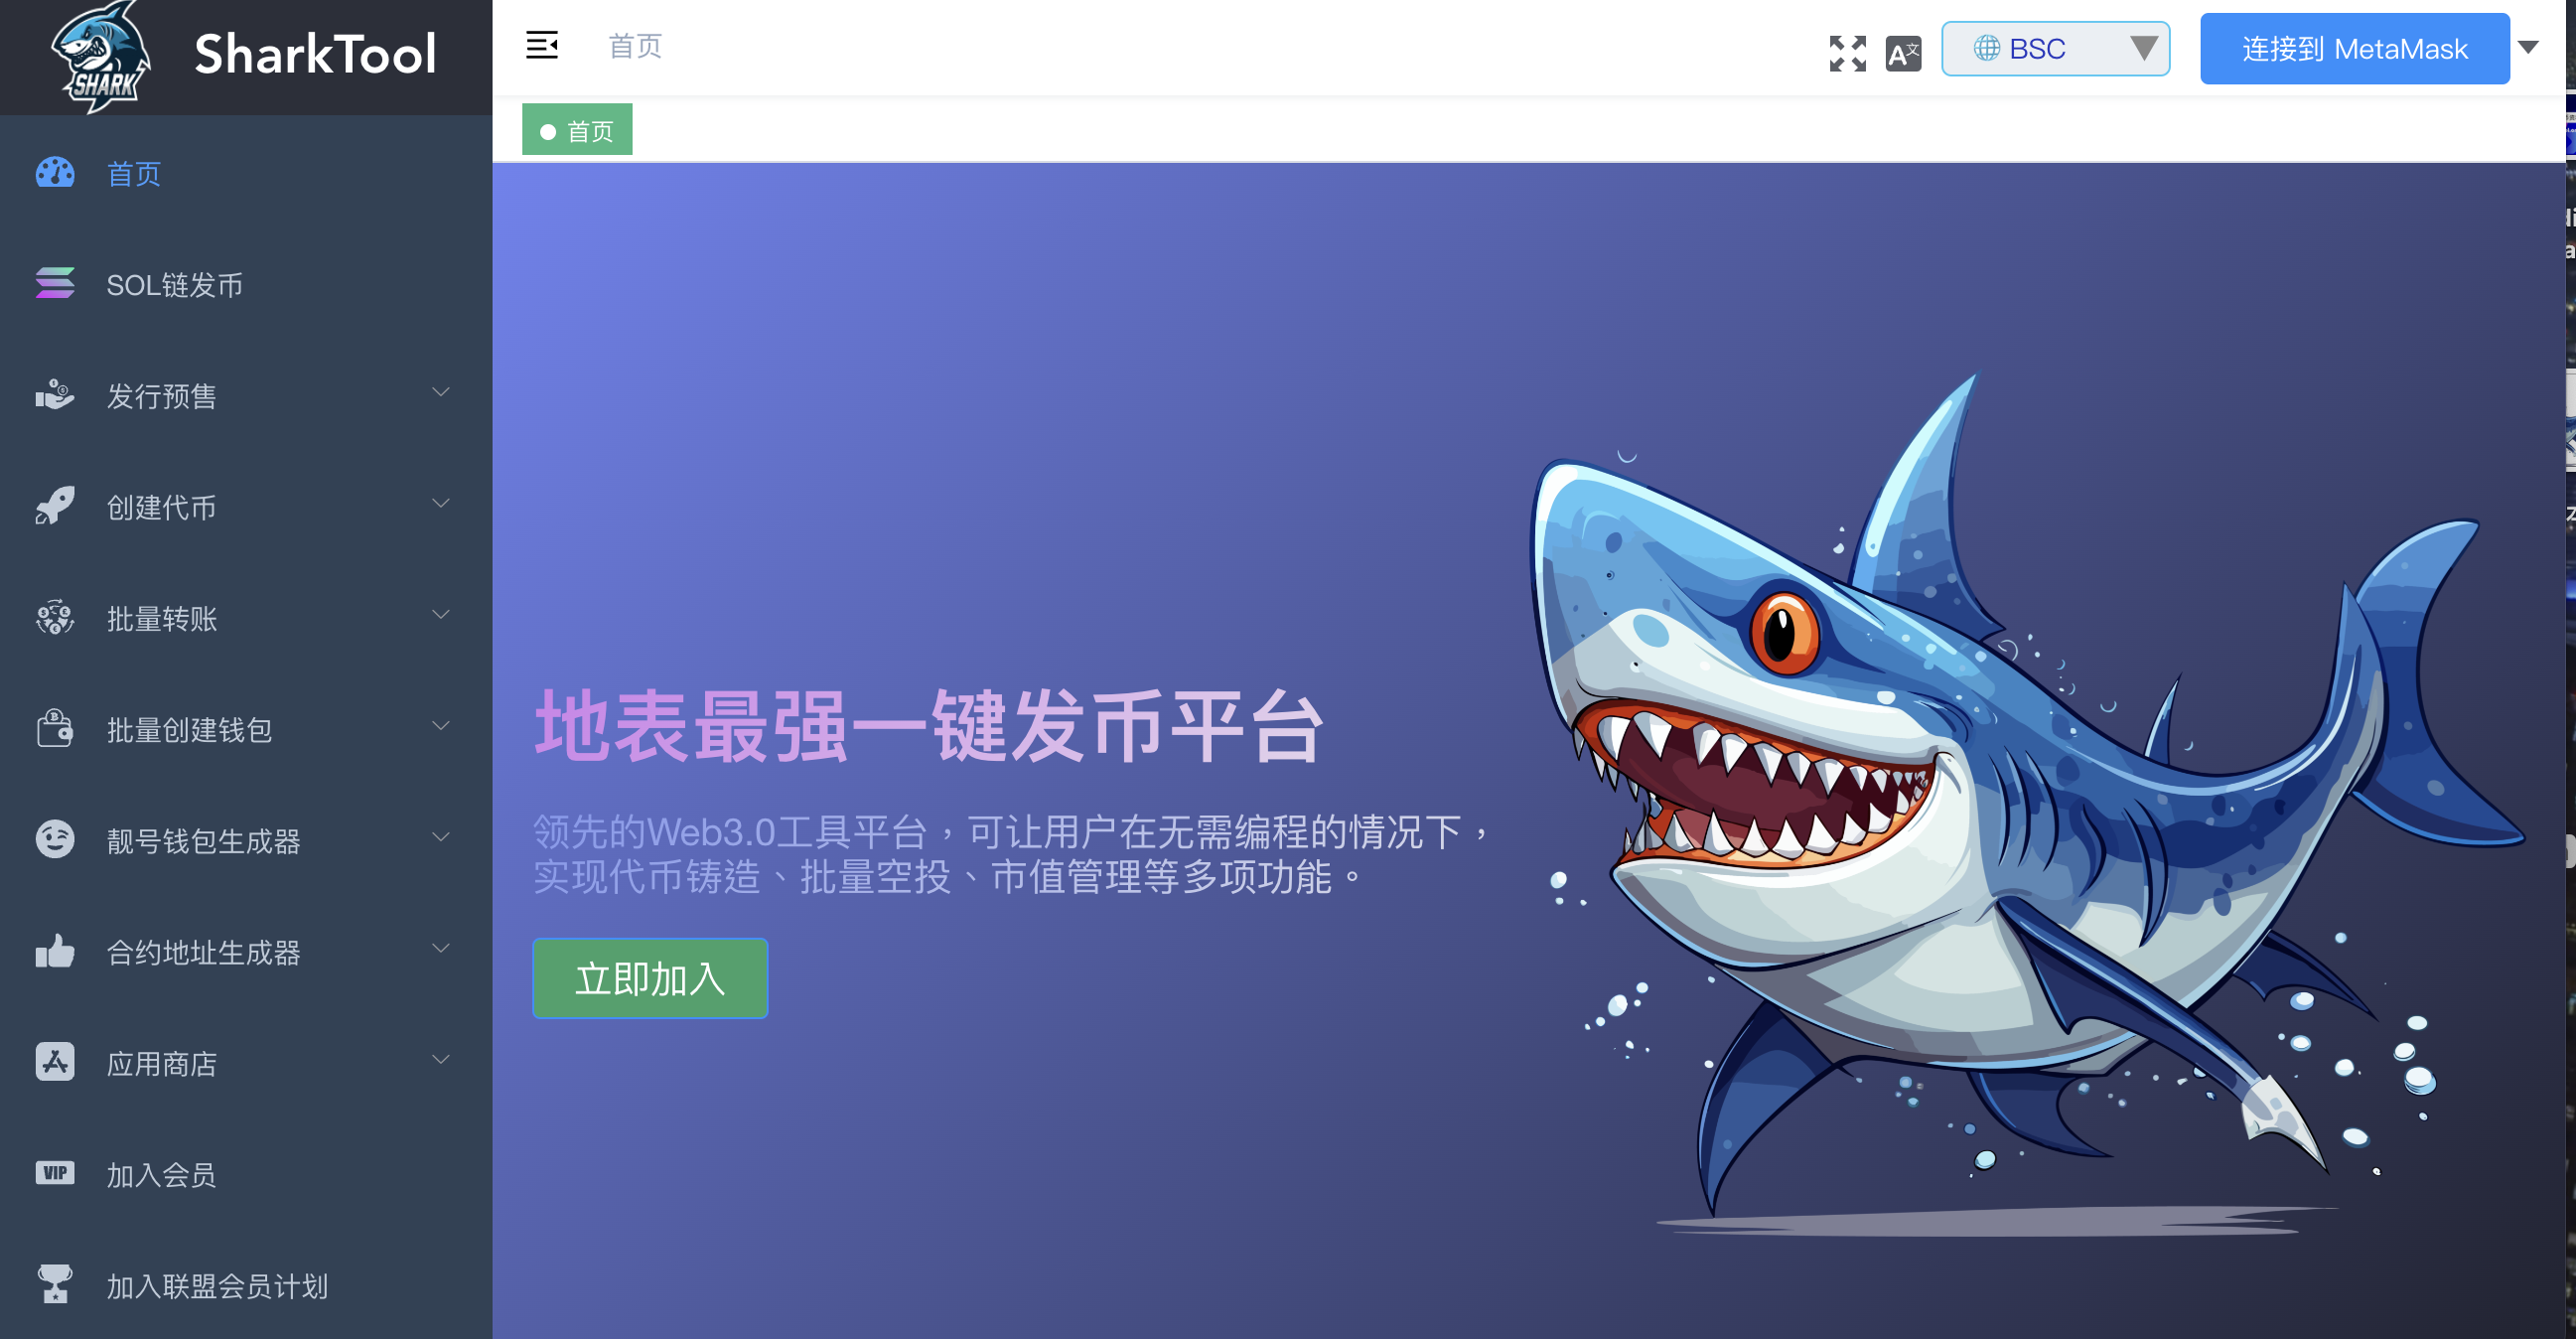 SHARK
SharkTool
首页
SOL链发币
发行预售
创建代币
批量转账
批量创建钱包
靓号钱包生成器
合约地址生成器
应用商店
VIP 加入会员
加入联盟会员计划
首页
A文
BSC
连接到 MetaMask
首页
地表最强一键发币平台
领先的Web3.0工具平台，可让用户在无需编程的情况下，
实现代币铸造、批量空投、市值管理等多项功能。
立即加入